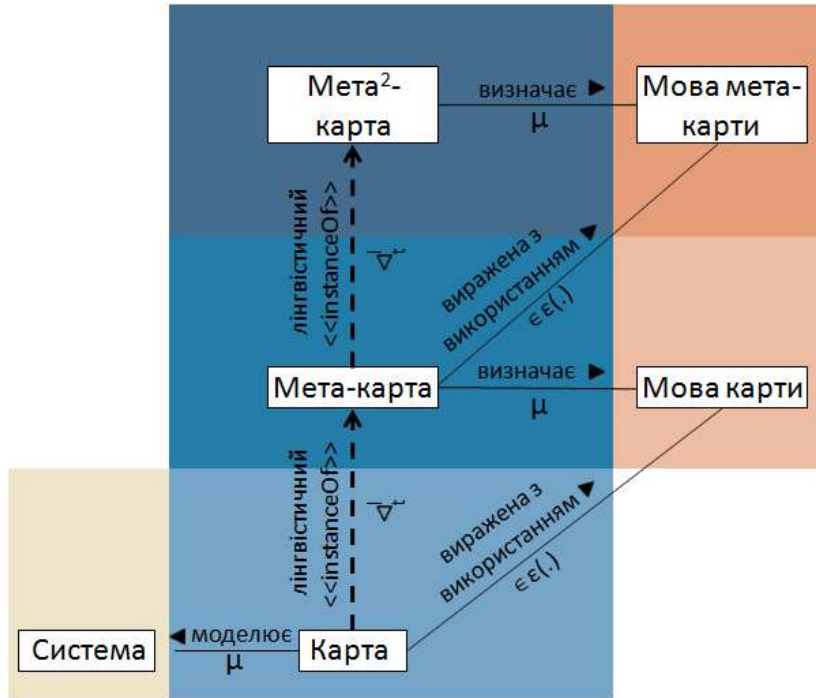 Мета²-
карта
визначає
μ
Мова мета-
карти
лінгвістичний
<<instanceOf>>
виражена з
використанням
ϵ ε(.)
Мета-карта
визначає
μ
Мова карти
лінгвістичний
<<instanceOf>>
виражена з
використанням
ϵ ε(.)
Система
моделює
μ
Карта